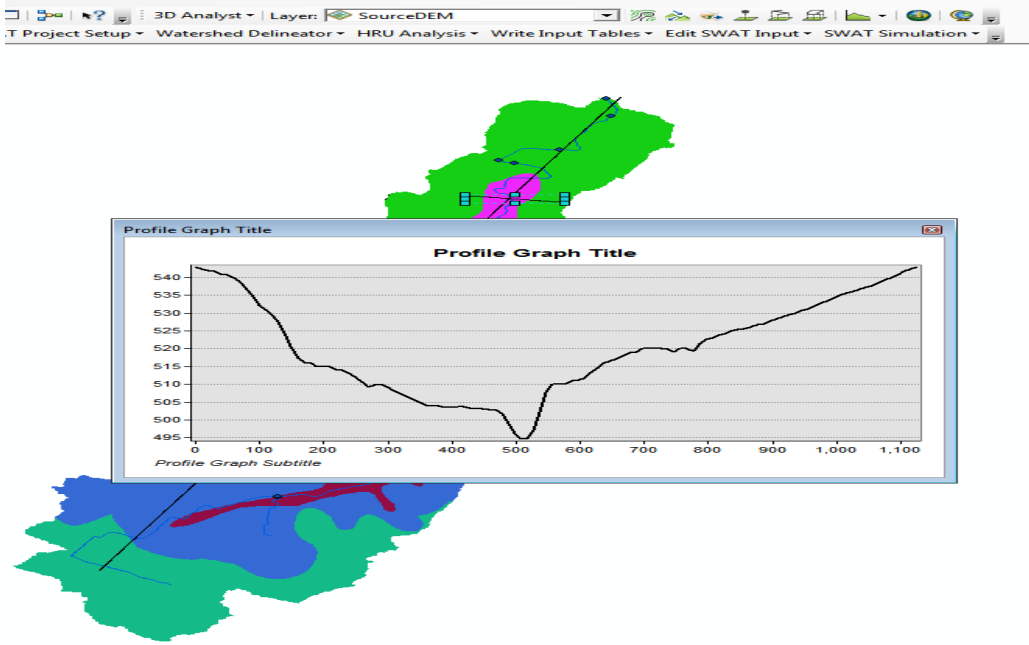 3D Analyst Layer: SourceDEM
T Project Setup Watershed Delineator HRU Analysis Write Input Tables Edit SWAT Input SWAT Simulation
Profile Graph Title
Profile Graph Title
540
535
530
525
520
515
510
505
500
495
0 100 200 300 400 500 600 700 800 900 1,000 1,100
Profile Graph Subtitle